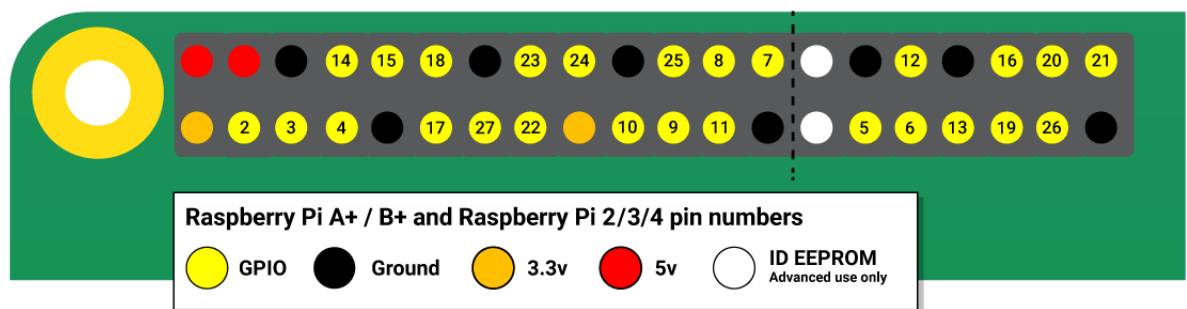 14 15 18 23 24 25 8 7 12 16 20 21
2 3 4 17 27 22 10 9 11 5 6 13 19 26
Raspberry Pi A+ / B+ and Raspberry Pi 2/3/4 pin numbers
GPIO Ground 3.3v 5v ID EEPROM
Advanced use only